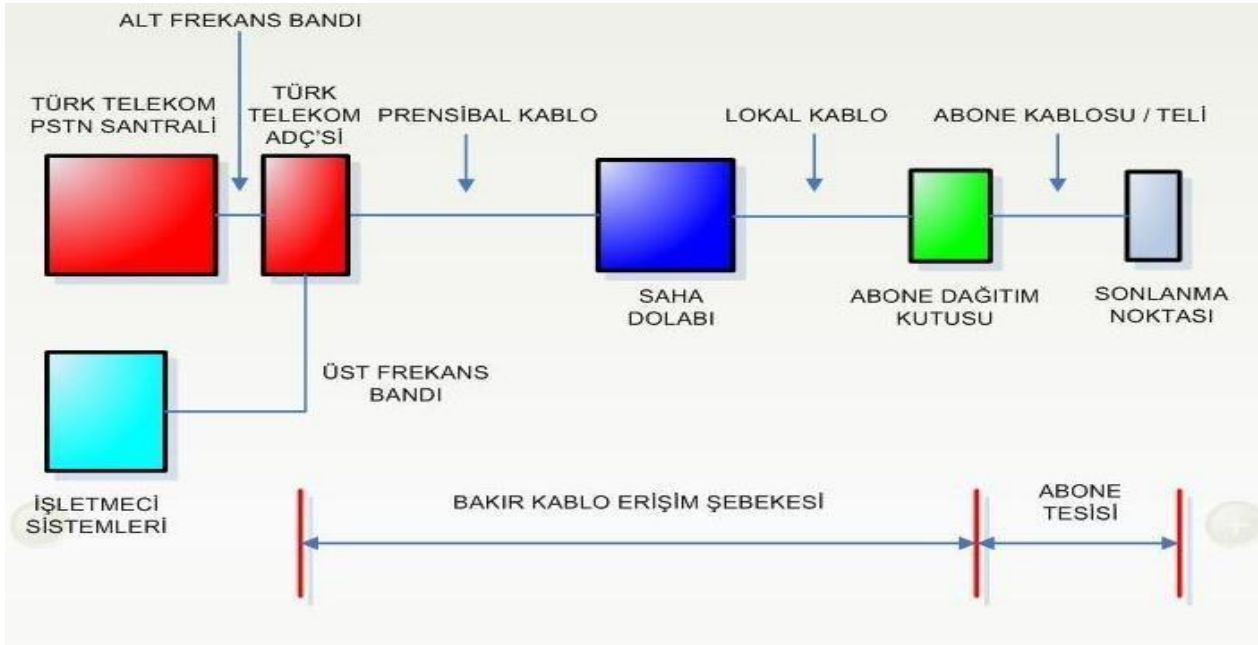 ALT FREKANS BANDI
TÜRK TELEKOM
PSTN SANTRALİ
TÜRK
TELEKOM
ADÇ'Sİ
PRENSİBAL KABLO
LOKAL KABLO
ABONE KABLOSU / TELİ
SAHA
DOLABI
ABONE DAĞITIM
KUTUSU
SONLANMA
NOKTASI
ÜST FREKANS
BANDI
İŞLETMECİ
SİSTEMLERİ
BAKIR KABLO ERİŞİM ŞEBEKESİ
ABONE
TESİSİ